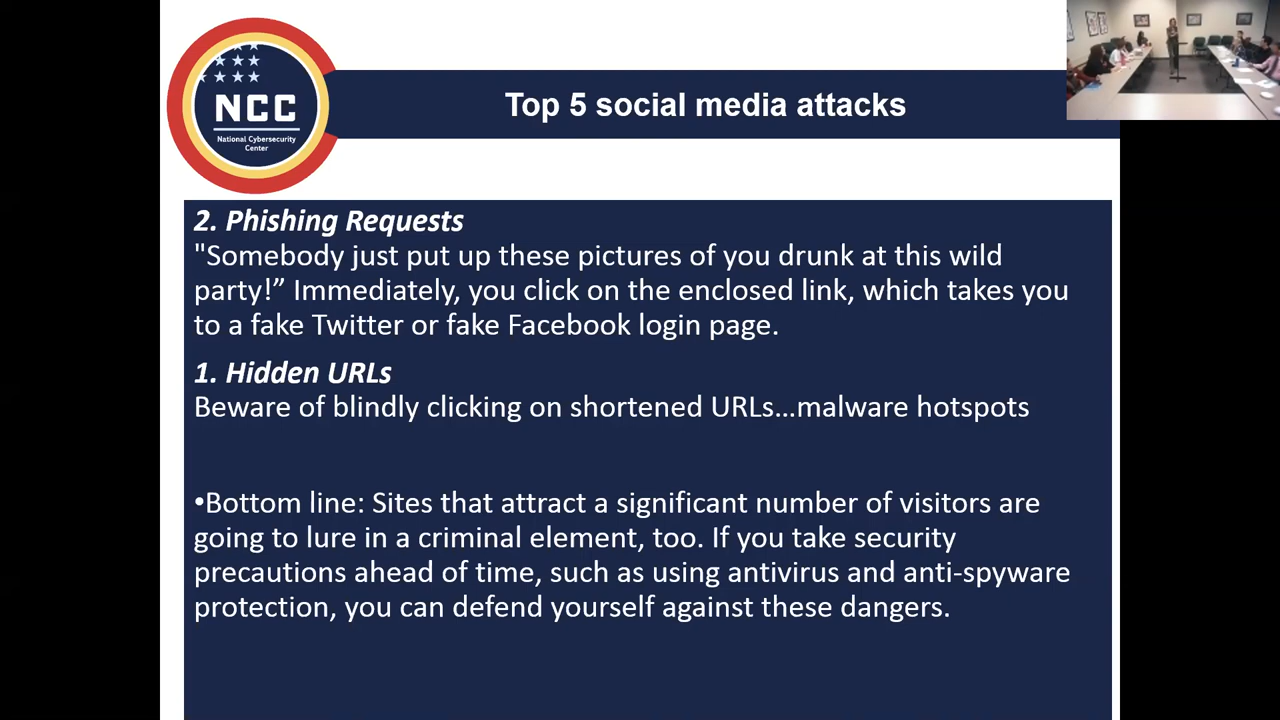 NCC
National Cybersecurity
Center
Top 5 social media attacks
2. Phishing Requests
"Somebody just put up these pictures of you drunk at this wild
party!” Immediately, you click on the enclosed link, which takes you
to a fake Twitter or fake Facebook login page.
1. Hidden URLs
Beware of blindly clicking on shortened URLs…malware hotspots
•Bottom line: Sites that attract a significant number of visitors are
going to lure in a criminal element, too. If you take security
precautions ahead of time, such as using antivirus and anti-spyware
protection, you can defend yourself against these dangers.